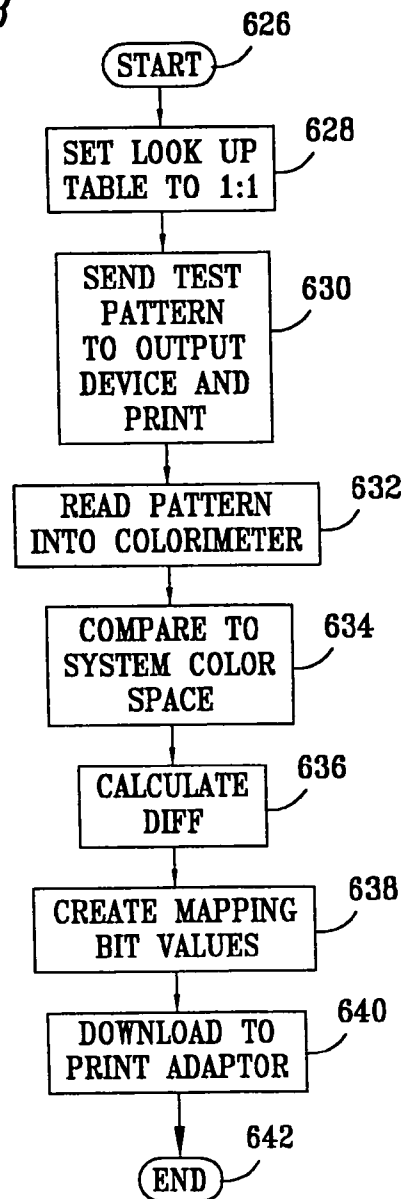 626
START
628
SET LOOK UP
TABLE TO 1:1
630
SEND TEST
PATTERN
TO OUTPUT
DEVICE AND
PRINT
632
READ PATTERN
INTO COLORIMETER
634
COMPARE TO
SYSTEM COLOR
SPACE
636
CALCULATE
DIFF
638
CREATE MAPPING
BIT VALUES
640
DOWNLOAD TO
PRINT ADAPTOR
642
END